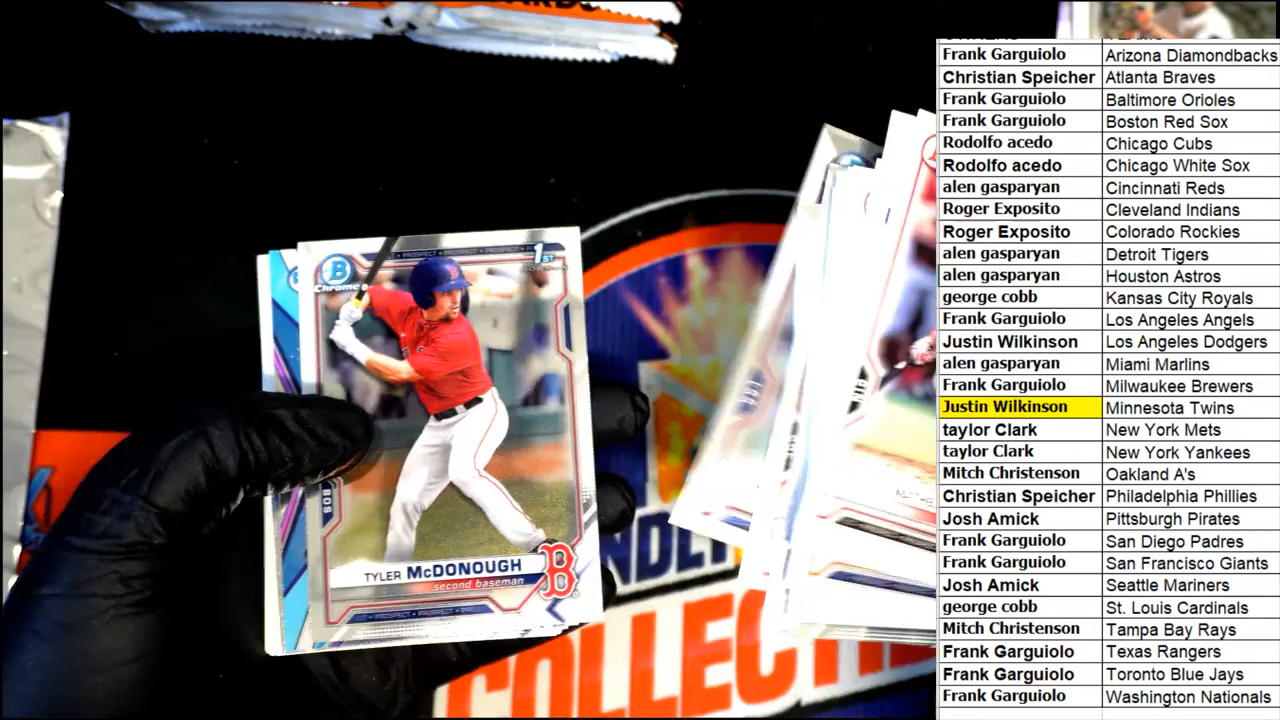 Frank Garguiolo Arizona Diamondbacks
Christian Speicher Atlanta Braves
Frank Garguiolo Baltimore Orioles
Frank Garguiolo Boston Red Sox
Rodolfo acedo Chicago Cubs
Rodolfo acedo Chicago White Sox
alen gasparyan Cincinnati Reds
Roger Exposito Cleveland Indians
Roger Exposito Colorado Rockies
alen gasparyan Detroit Tigers
alen gasparyan Houston Astros
george cobb Kansas City Royals
Frank Garguiolo Los Angeles Angels
Justin Wilkinson Los Angeles Dodgers
alen gasparyan Miami Marlins
Frank Garguiolo Milwaukee Brewers
Justin Wilkinson Minnesota Twins
taylor Clark New York Mets
taylor Clark New York Yankees
Mitch Christenson Oakland A's
Christian Speicher Philadelphia Phillies
Josh Amick Pittsburgh Pirates
Frank Garguiolo San Diego Padres
Frank Garguiolo San Francisco Giants
Josh Amick Seattle Mariners
george cobb St. Louis Cardinals
Mitch Christenson Tampa Bay Rays
Frank Garguiolo Texas Rangers
Frank Garguiolo Toronto Blue Jays
Frank Garguiolo Washington Nationals
PROSPECT PROSPECT PROSPECT
1ST
B
Chrome
BOS
TYLER McDONOUGH
second baseman
B
PROSPECT PROSPECT
COLLECTI